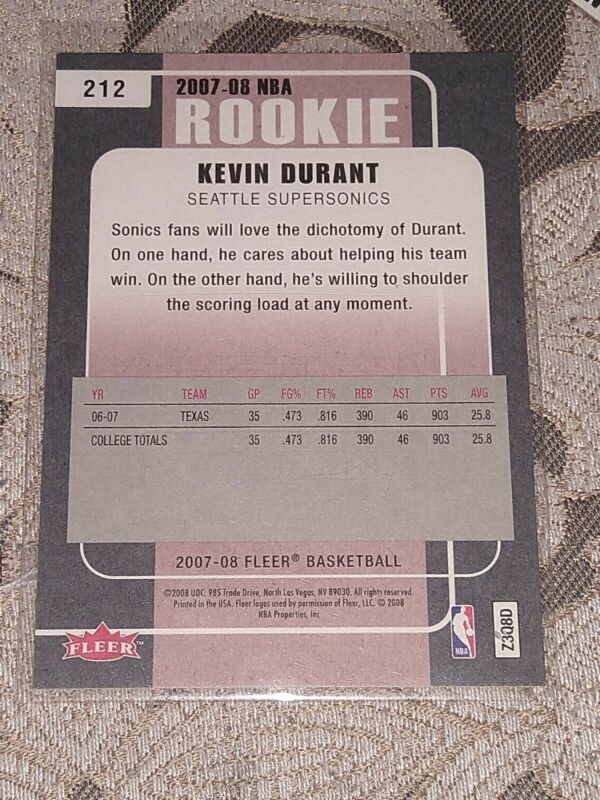 212
2007-08 NBA
ROOKIE
KEVIN DURANT
SEATTLE SUPERSONICS
Sonics fans will love the dichotomy of Durant.
On one hand, he cares about helping his team
win. On the other hand, he's willing to shoulder
the scoring load at any moment.
YR TEAM GP FG% FT% REB AST PTS AVG
06-07 TEXAS 35 .473 .816 390 46 903 25.8
COLLEGE TOTALS 35 .473 .816 390 46 903 25.8
2007-08 FLEER® BASKETBALL
©2008 UDC. 985 Trade Drive, North Las Vegas, NV 89030. All rights reserved.
Printed in the USA. Fleer logos used by permission of Fleer, LLC. © 2008
NBA Properties, Inc
FLEER™
NBA
Z3Q8D